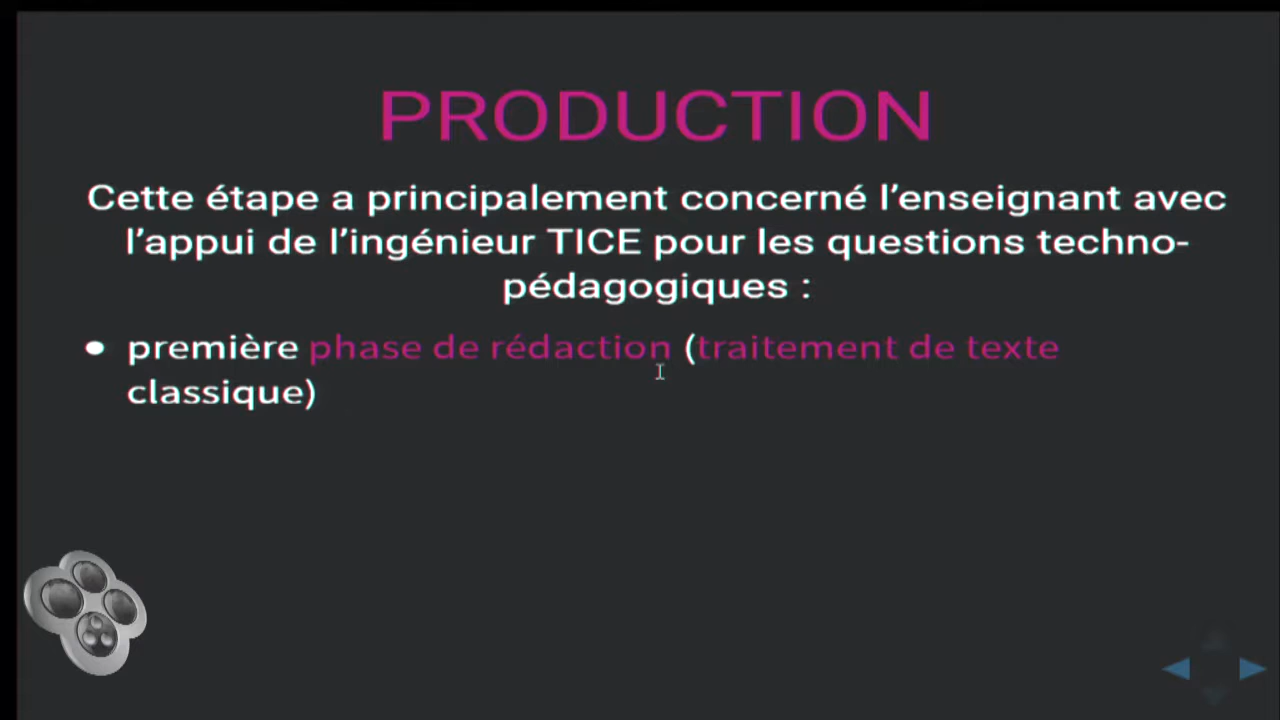 PRODUCTION
Cette étape a principalement concerné l'enseignant avec
l'appui de l'ingénieur TICE pour les questions techno-
pédagogiques :
• première phase de rédaction (traitement de texte
classique)